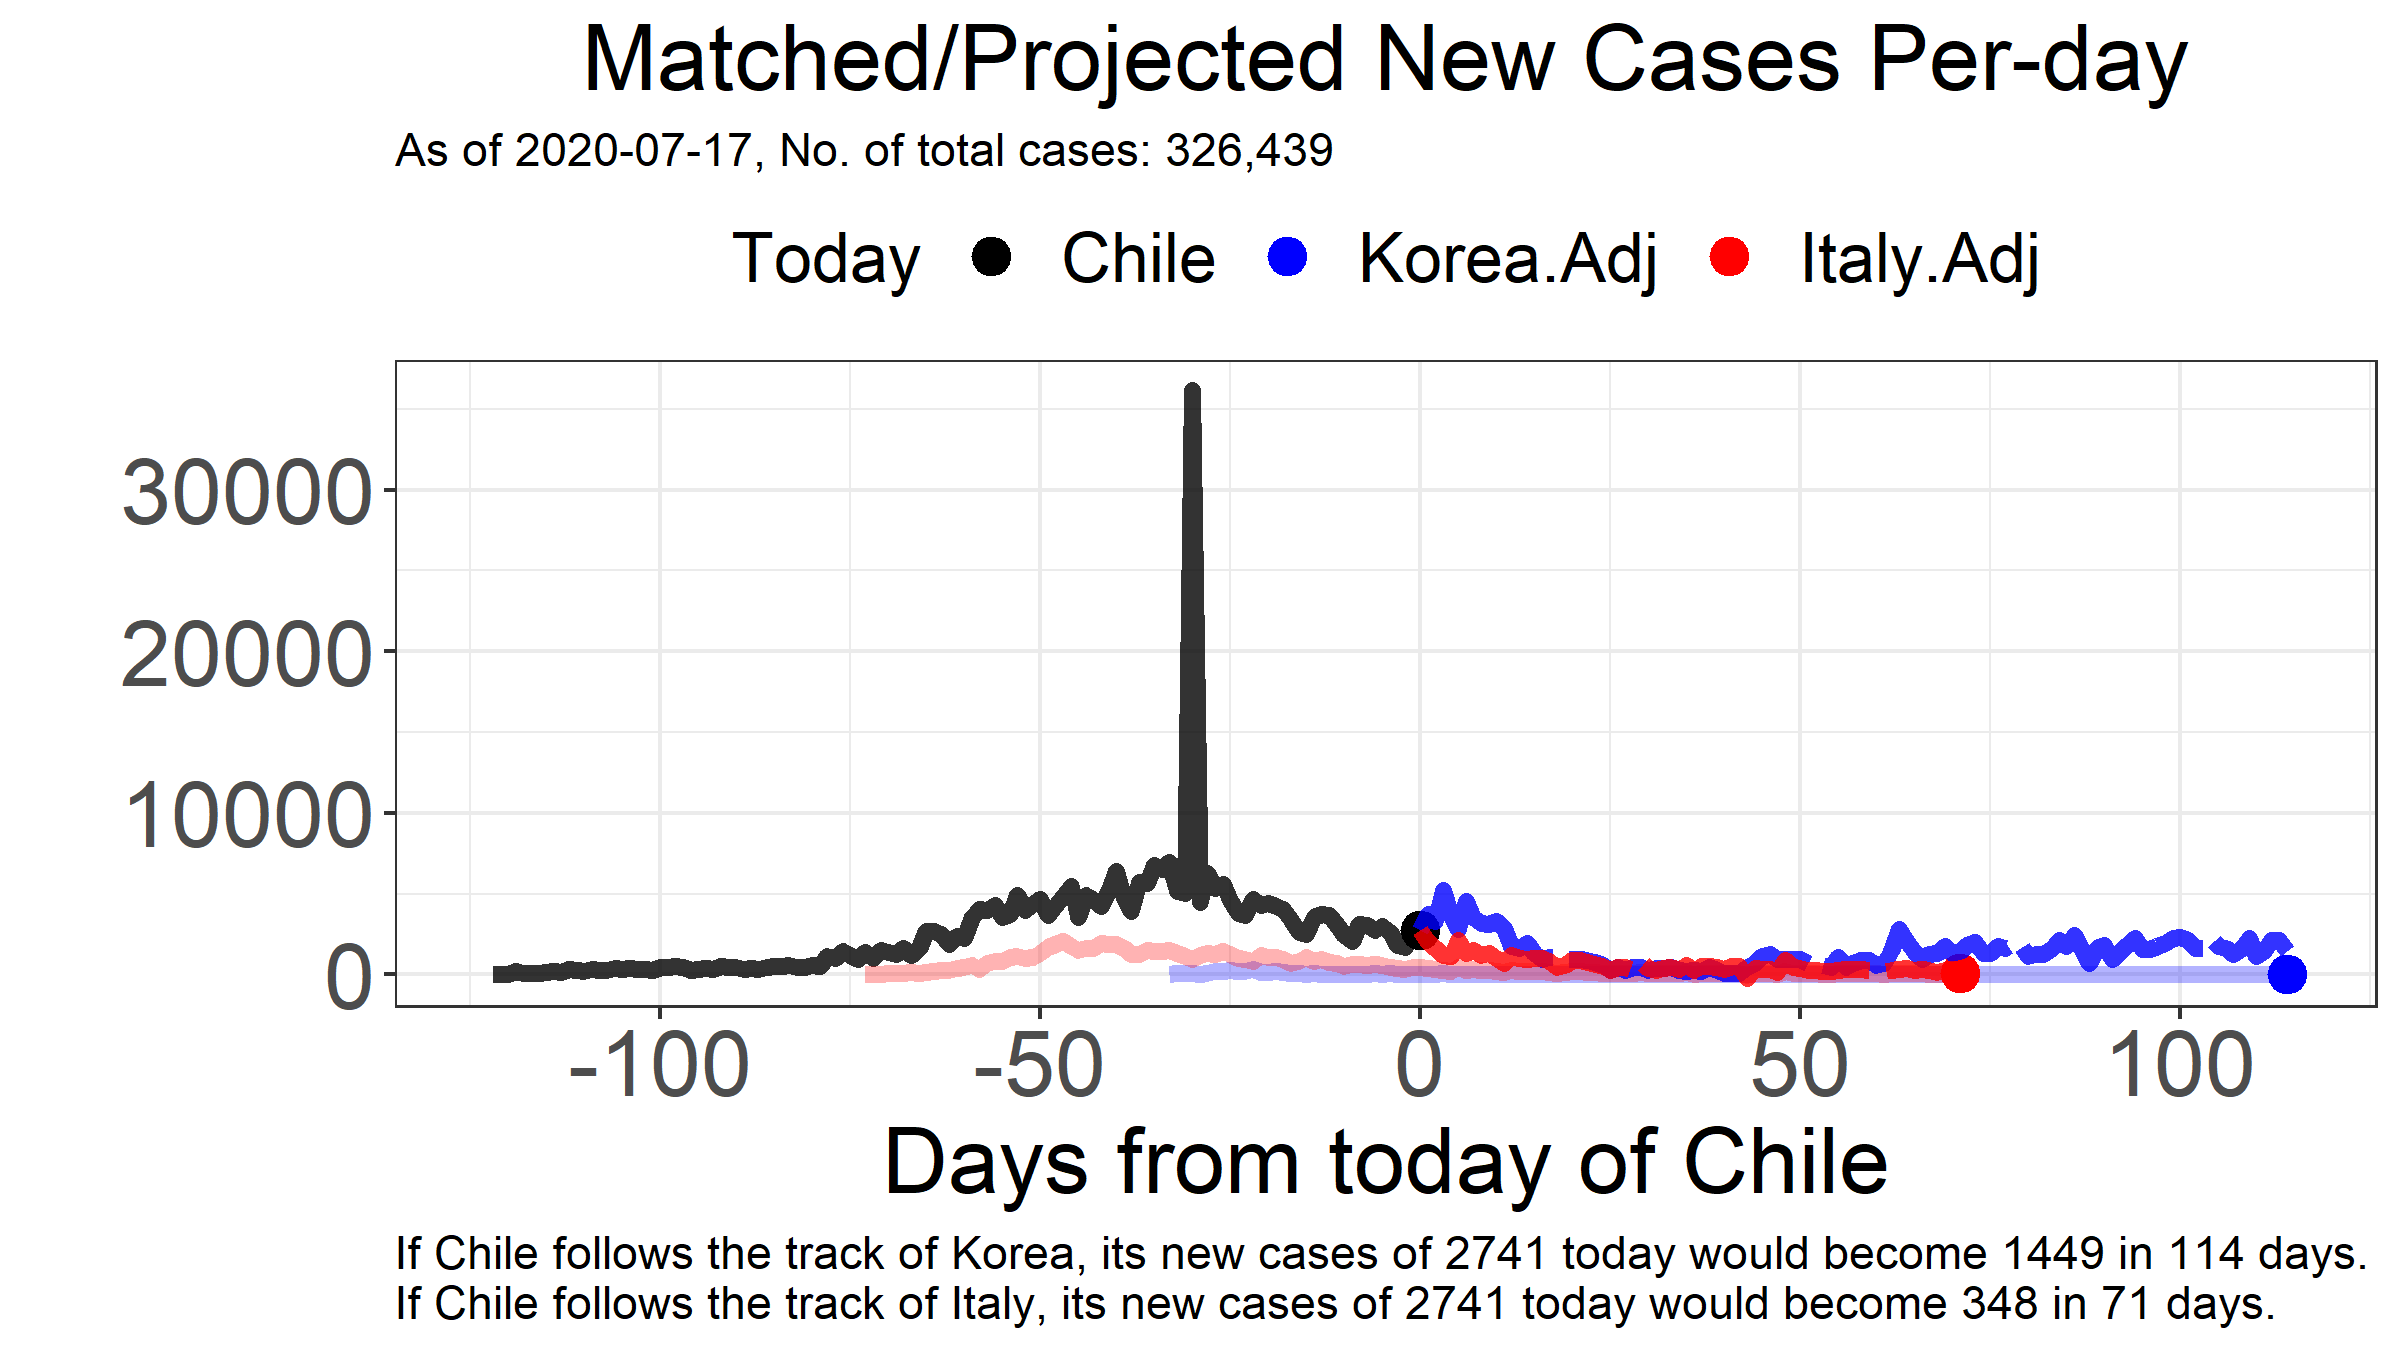 Matched/Projected New Cases Per-day
As of 2020-07-17, No. of total cases: 326,439
Today Chile Korea.Adj Italy.Adj
30000
20000
10000
0
-100 -50 0 50 100
Days from today of Chile
If Chile follows the track of Korea, its new cases of 2741 today would become 1449 in 114 days.
If Chile follows the track of Italy, its new cases of 2741 today would become 348 in 71 days.